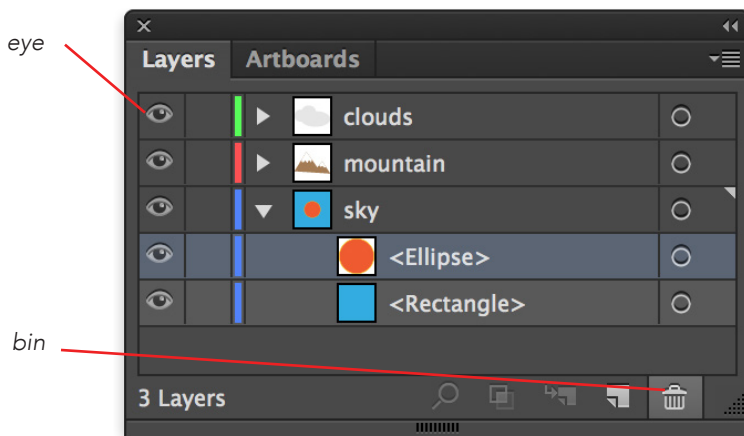 eye
Layers Artboards
clouds
mountain
sky
<Ellipse>
<Rectangle>
bin
3 Layers